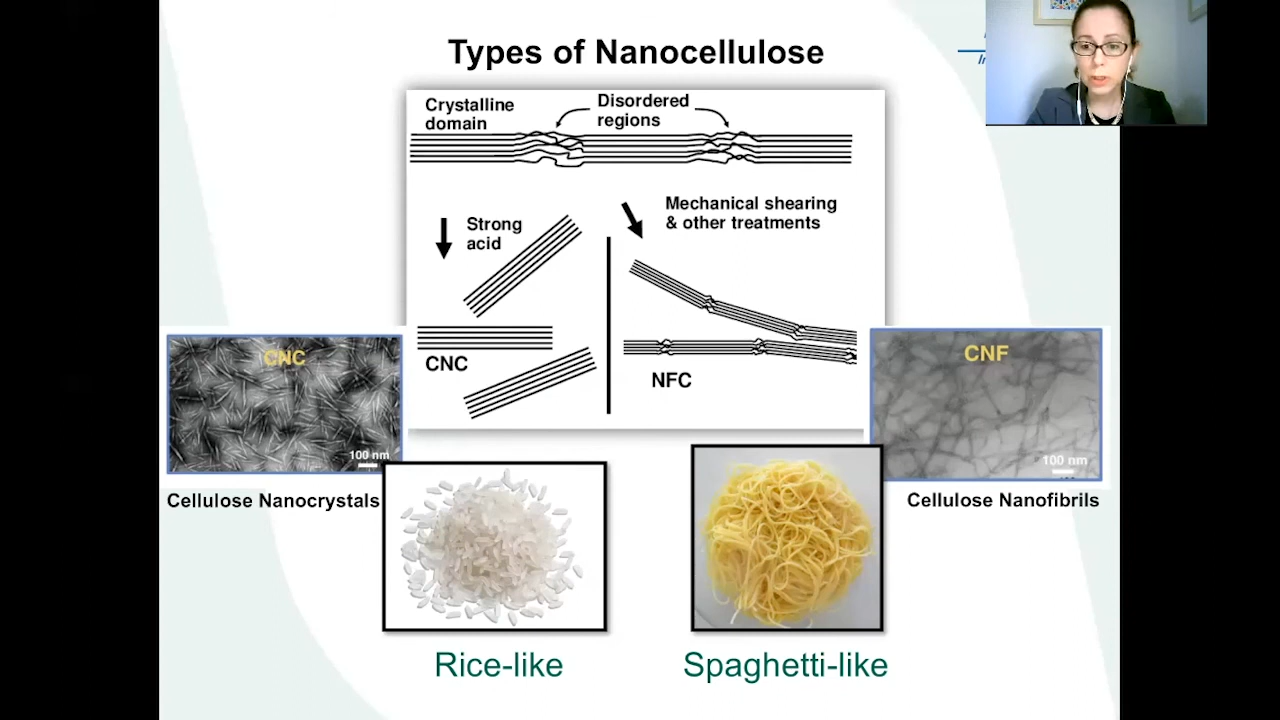 Types of Nanocellulose
Crystalline
domain
Disordered
regions
Strong
acid
Mechanical shearing
& other treatments
CNC
NFC
CNC
100 nm
CNF
100 nm
Cellulose Nanocrystals
Cellulose Nanofibrils
Rice-like
Spaghetti-like